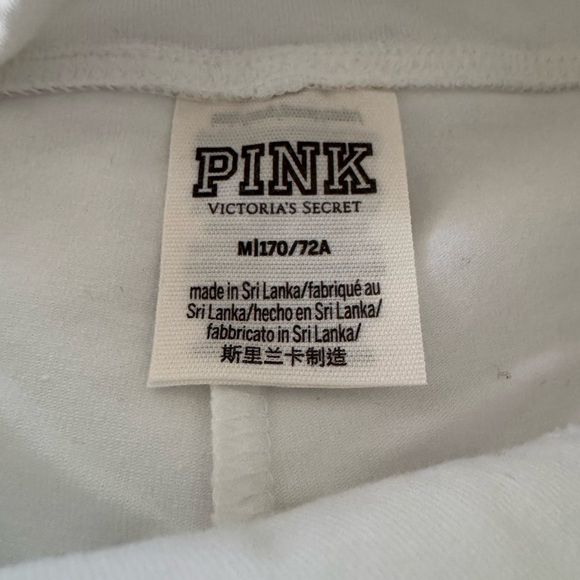 PINK
VICTORIA'S SECRET
M|170/72A
made in Sri Lanka/fabriqué au
Sri Lanka/hecho en Sri Lanka/
fabbricato in Sri Lanka/
斯里兰卡制造